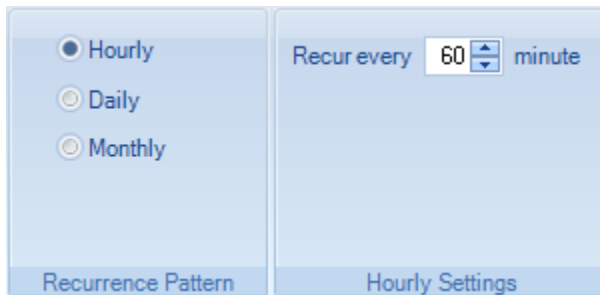 Hourly
Daily
Monthly
Recurrence Pattern
Recur every 60 minute
Hourly Settings